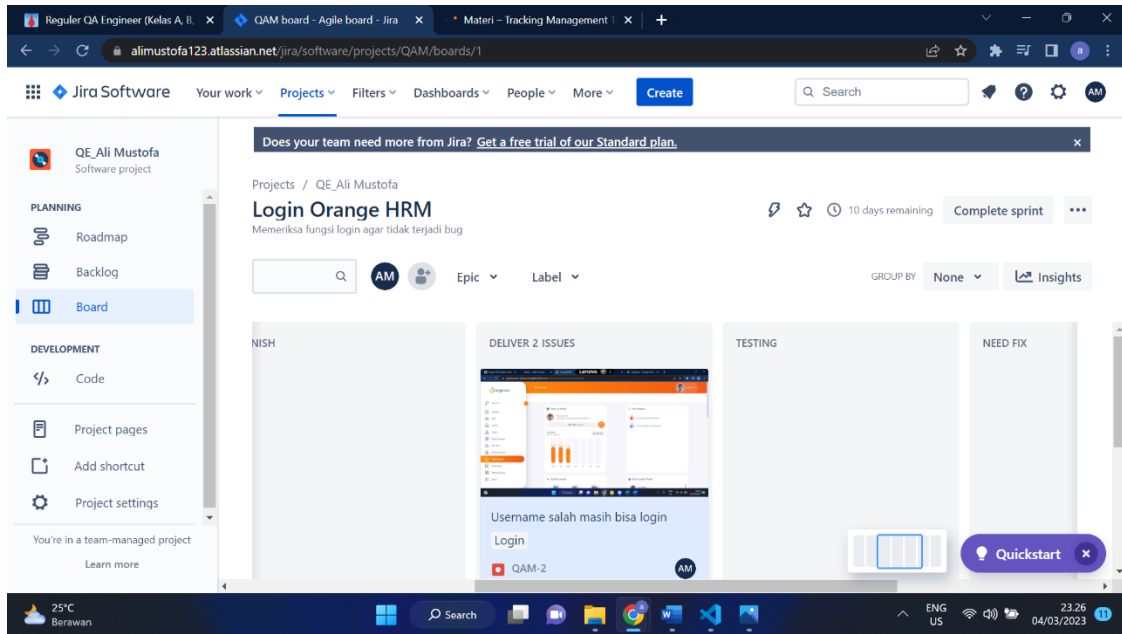 Reguler QA Engineer (Kelas A, B,
QAM board - Agile board - Jira
Materi – Tracking Management T
alimustofa123.atlassian.net/jira/software/projects/QAM/boards/1
a
Jira Software
Your work
Projects
Filters
Dashboards
People
More
Create
Search
AM
QE_Ali Mustofa
Software project
PLANNING
Roadmap
Backlog
Board
DEVELOPMENT
Code
Project pages
Add shortcut
Project settings
You're in a team-managed project
Learn more
Does your team need more from Jira? Get a free trial of our Standard plan.
Projects / QE_Ali Mustofa
Login Orange HRM
Memeriksa fungsi login agar tidak terjadi bug
10 days remaining
Complete sprint
AM
Epic
Label
GROUP BY
None
Insights
NISH
DELIVER 2 ISSUES
TESTING
NEED FIX
Lenovo
Username salah masih bisa login
Login
QAM-2
AM
Quickstart
25°C
Berawan
Search
ENG
US
23.26
04/03/2023
11